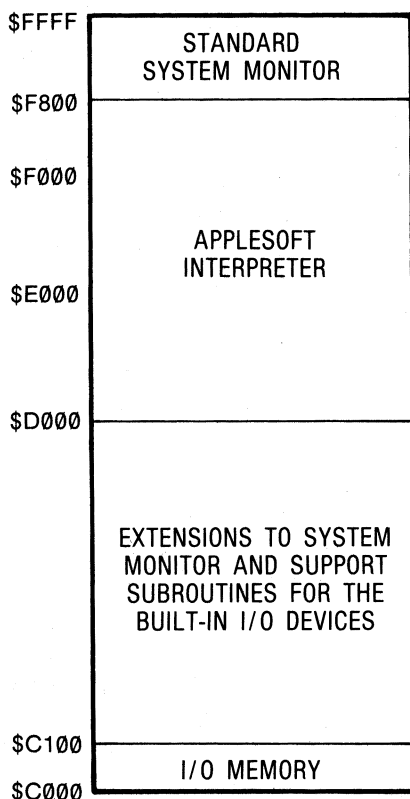 $FFFF
STANDARD
SYSTEM MONITOR
$F800
$F000
APPLESOFT
INTERPRETER
$E000
$D000
EXTENSIONS TO SYSTEM
MONITOR AND SUPPORT
SUBROUTINES FOR THE
BUILT-IN I/O DEVICES
$C100
I/O MEMORY
$C000